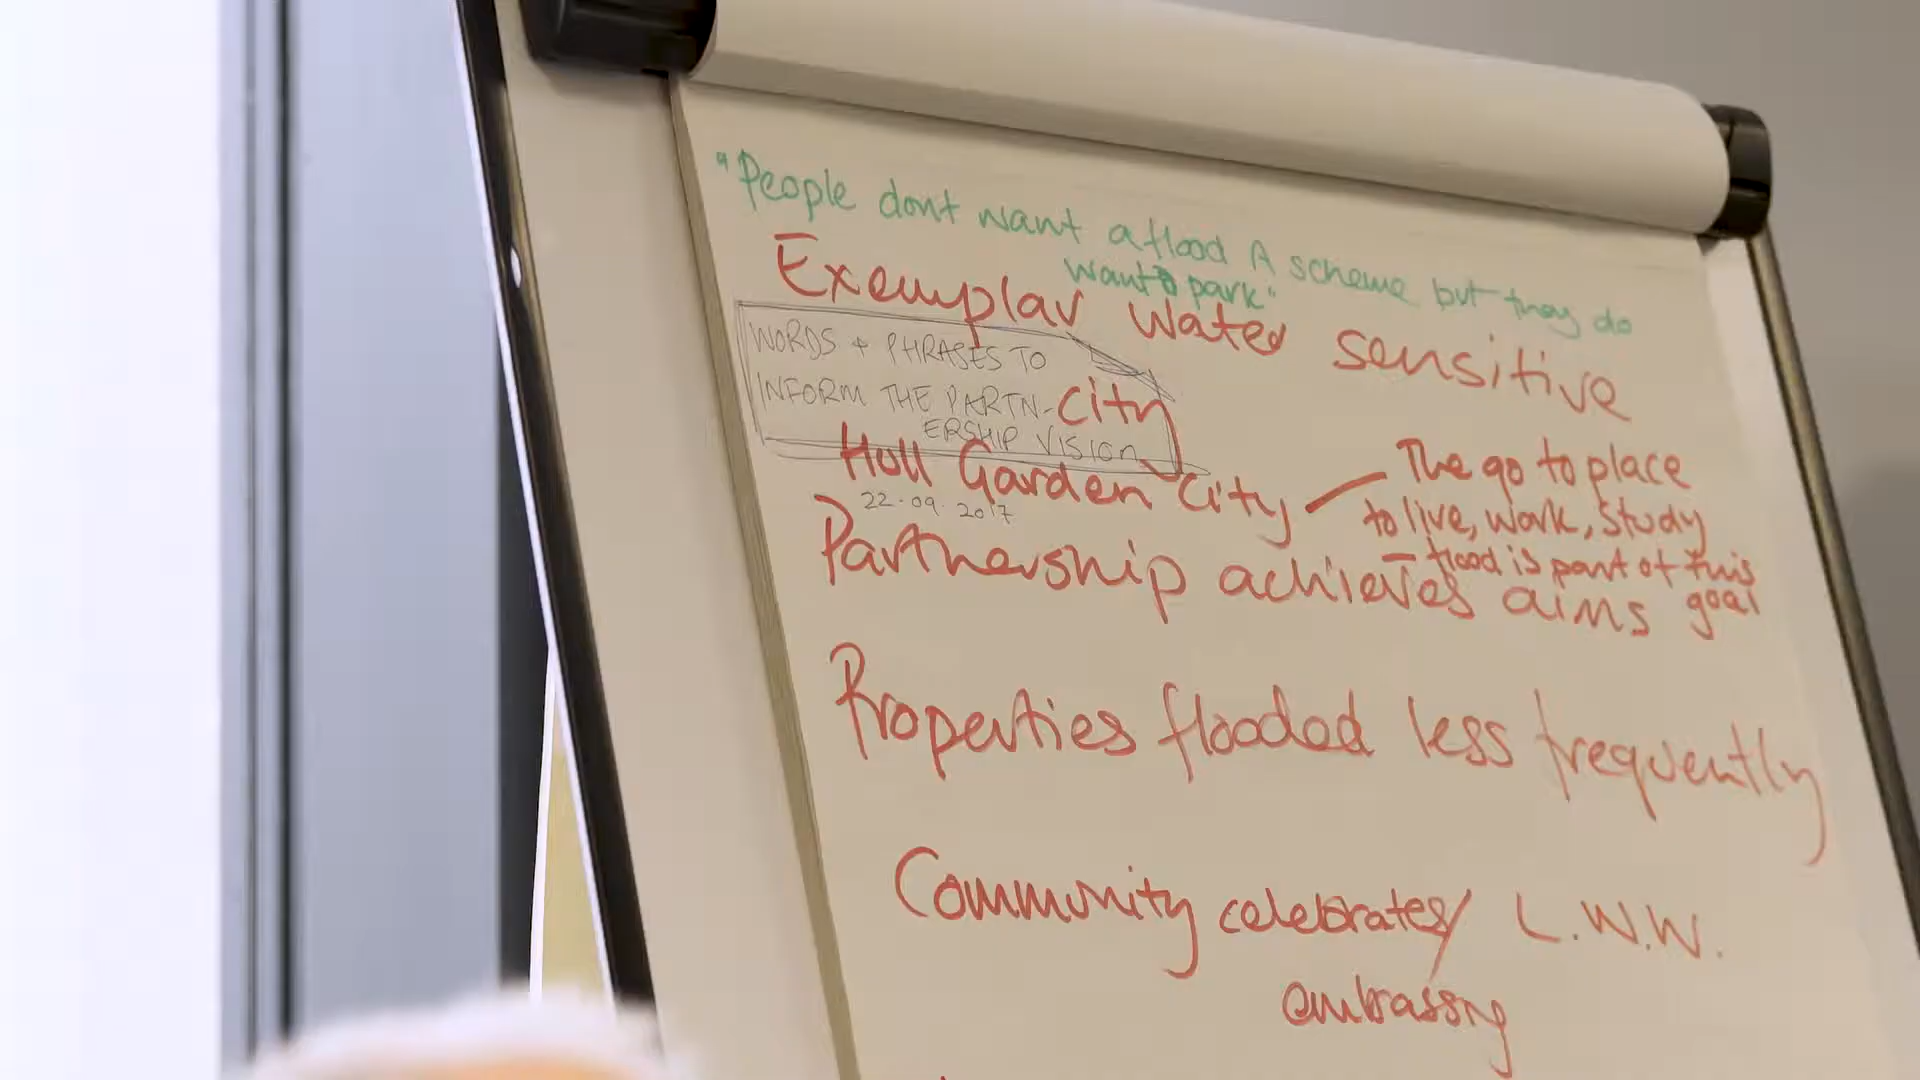 "People dont want a flood A scheme but they do
want a park"
Exemplar Water sensitive
WORDS + PHRASES TO
INFORM THE PARTN-
ERSHIP VISION
city
Hull Garden City — The go to place
to live, work, study
— flood is part of this
goal
22.09.2017
Partnership achieves aims
Properties flooded less frequently
Community celebrates / L.W.W.